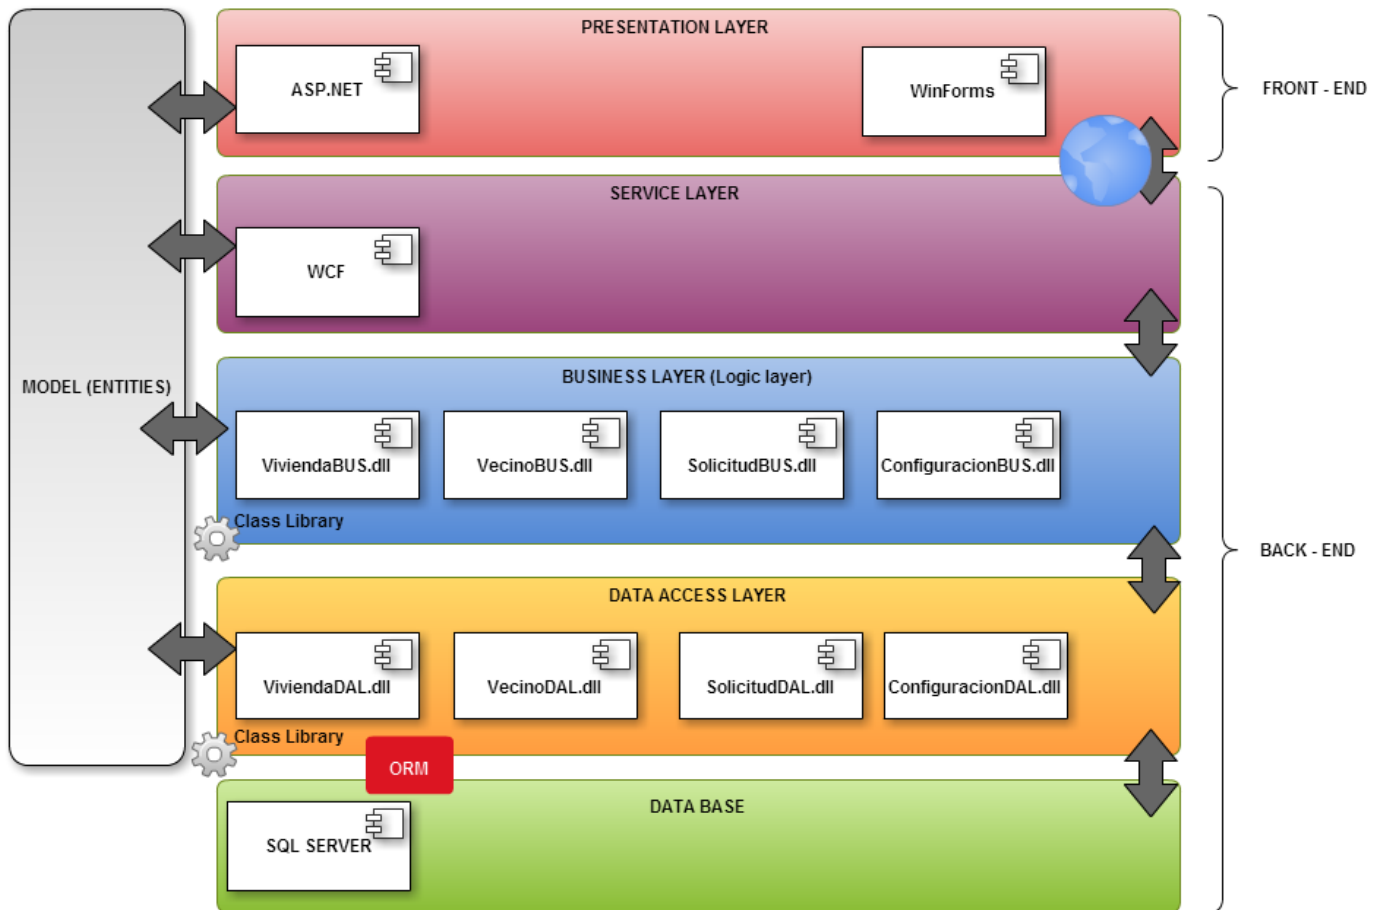 PRESENTATION LAYER
ASP.NET
WinForms
FRONT - END
SERVICE LAYER
WCF
MODEL (ENTITIES)
BUSINESS LAYER (Logic layer)
ViviendaBUS.dll
VecinoBUS.dll
SolicitudBUS.dll
ConfiguracionBUS.dll
Class Library
BACK - END
DATA ACCESS LAYER
ViviendaDAL.dll
VecinoDAL.dll
SolicitudDAL.dll
ConfiguracionDAL.dll
Class Library
ORM
DATA BASE
SQL SERVER